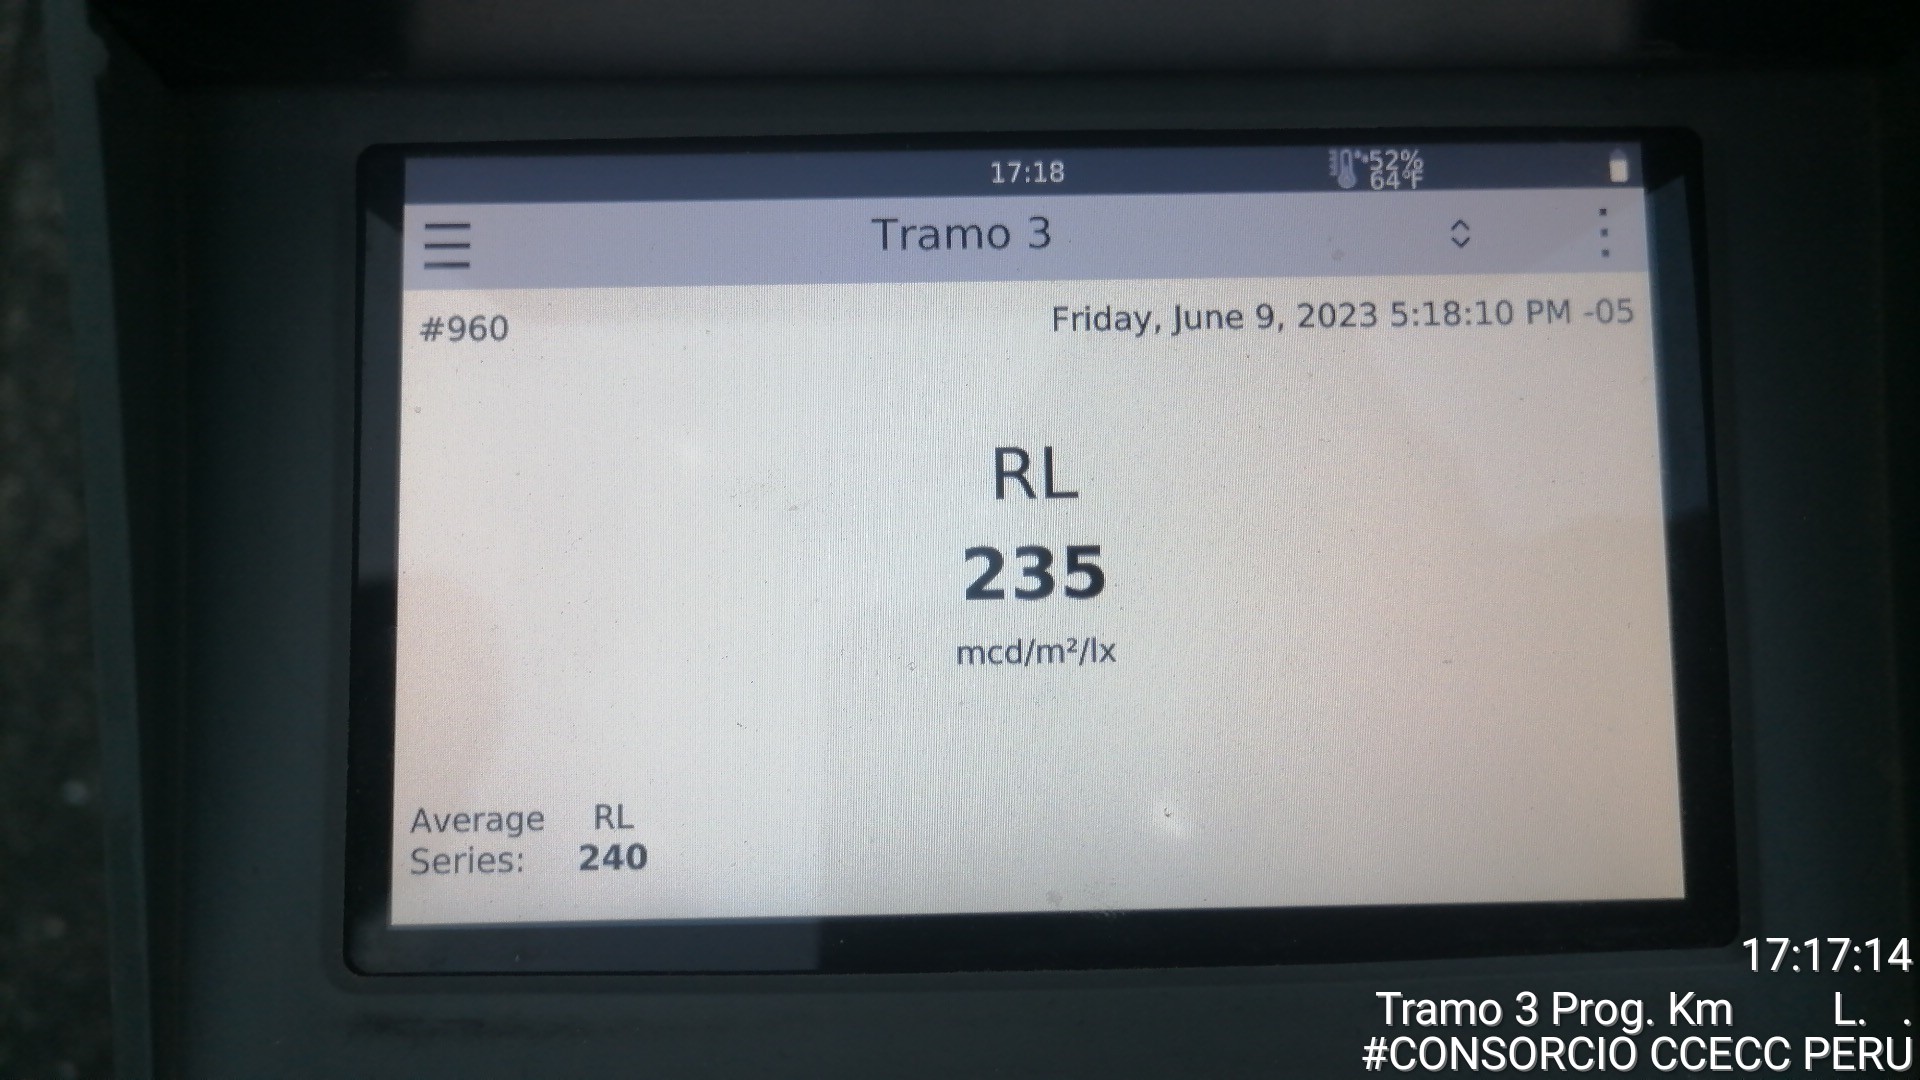 17:18
52%
64°F
Tramo 3
#960
Friday, June 9, 2023 5:18:10 PM -05
RL
235
mcd/m²/lx
Average RL
Series: 240
17:17:14
Tramo 3 Prog. Km L. .
#CONSORCIO CCECC PERU